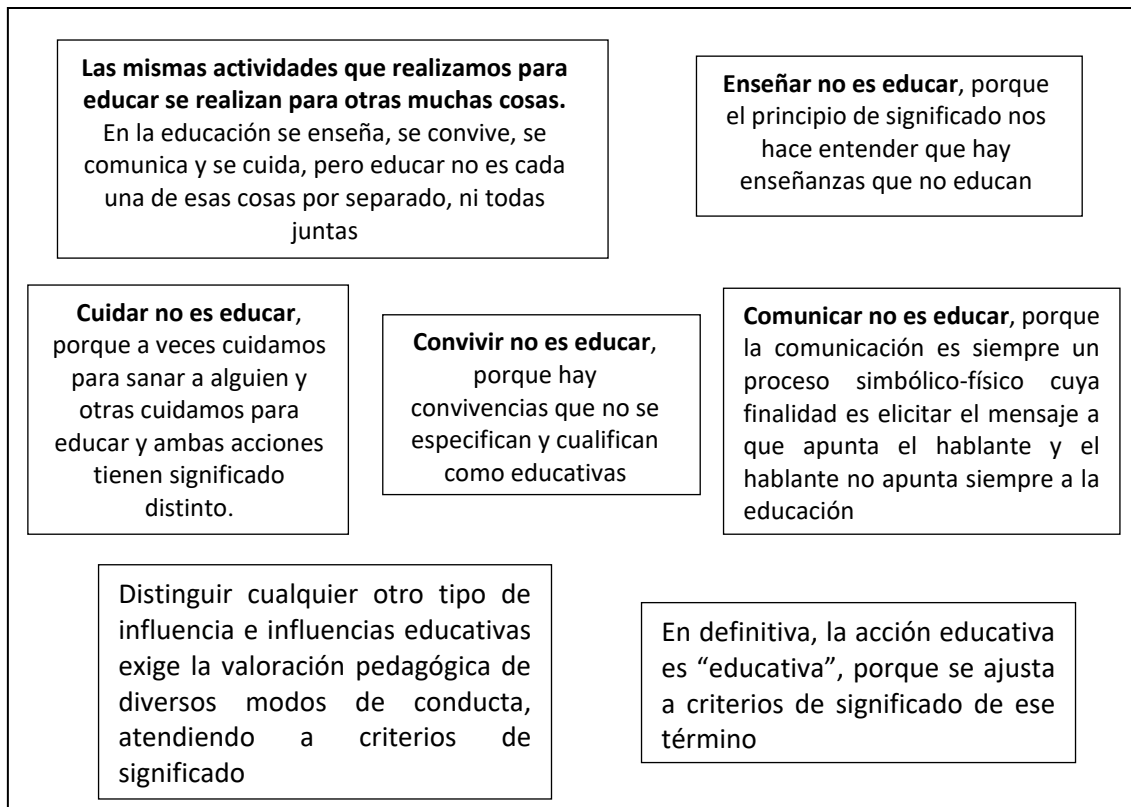 Las mismas actividades que realizamos para
educar se realizan para otras muchas cosas.
En la educación se enseña, se convive, se
comunica y se cuida, pero educar no es cada
una de esas cosas por separado, ni todas
juntas
Enseñar no es educar, porque
el principio de significado nos
hace entender que hay
enseñanzas que no educan
Cuidar no es educar,
porque a veces cuidamos
para sanar a alguien y
otras cuidamos para
educar y ambas acciones
tienen significado
distinto.
Convivir no es educar,
porque hay
convivencias que no se
especifican y cualifican
como educativas
Comunicar no es educar, porque
la comunicación es siempre un
proceso simbólico-físico cuya
finalidad es elicitar el mensaje a
que apunta el hablante y el
hablante no apunta siempre a la
educación
Distinguir cualquier otro tipo de
influencia e influencias educativas
exige la valoración pedagógica de
diversos modos de conducta,
atendiendo a criterios de
significado
En definitiva, la acción educativa
es “educativa”, porque se ajusta
a criterios de significado de ese
término